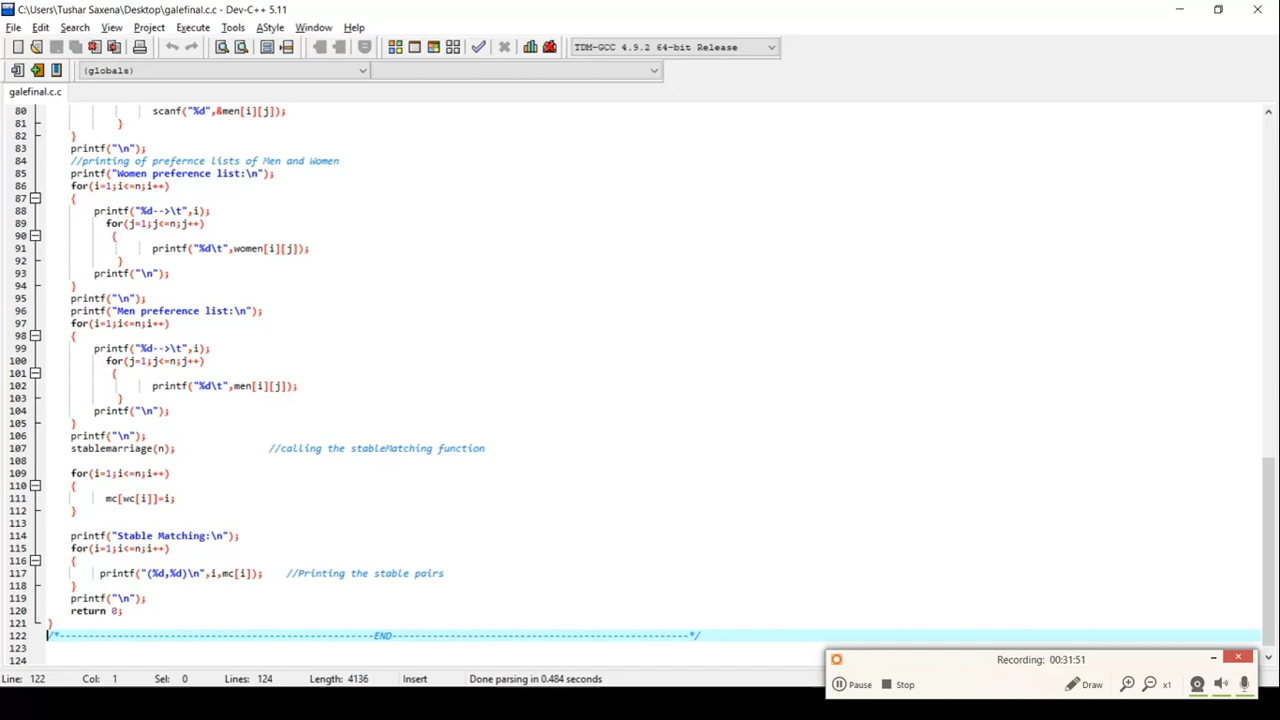 C:\Users\Tushar Saxena\Desktop\galefinal.c.c - Dev-C++ 5.11
File Edit Search View Project Execute Tools AStyle Window Help
TDM-GCC 4.9.2 64-bit Release
(globals)
galefinal.c.c
80 scanf("%d",&men[i][j]);
81 }
82 }
83 printf("\n");
84 //printing of prefernce lists of Men and Women
85 printf("Women preference list:\n");
86 for(i=1;i<=n;i++)
87 {
88 printf("%d-->\t",i);
89 for(j=1;j<=n;j++)
90 {
91 printf("%d\t",women[i][j]);
92 }
93 printf("\n");
94 }
95 printf("\n");
96 printf("Men preference list:\n");
97 for(i=1;i<=n;i++)
98 {
99 printf("%d-->\t",i);
100 for(j=1;j<=n;j++)
101 {
102 printf("%d\t",men[i][j]);
103 }
104 printf("\n");
105 }
106 printf("\n");
107 stablemarriage(n); //calling the stableMatching function
108
109 for(i=1;i<=n;i++)
110 {
111 mc[wc[i]]=i;
112 }
113
114 printf("Stable Matching:\n");
115 for(i=1;i<=n;i++)
116 {
117 printf("(%d,%d)\n",i,mc[i]); //Printing the stable pairs
118 }
119 printf("\n");
120 return 0;
121 }
122 /*------------------------------------------------------END------------------------------------------------------*/
123
124
Recording: 00:31:51
Pause Stop Draw x1
Line: 122 Col: 1 Sel: 0 Lines: 124 Length: 4136 Insert Done parsing in 0.484 seconds